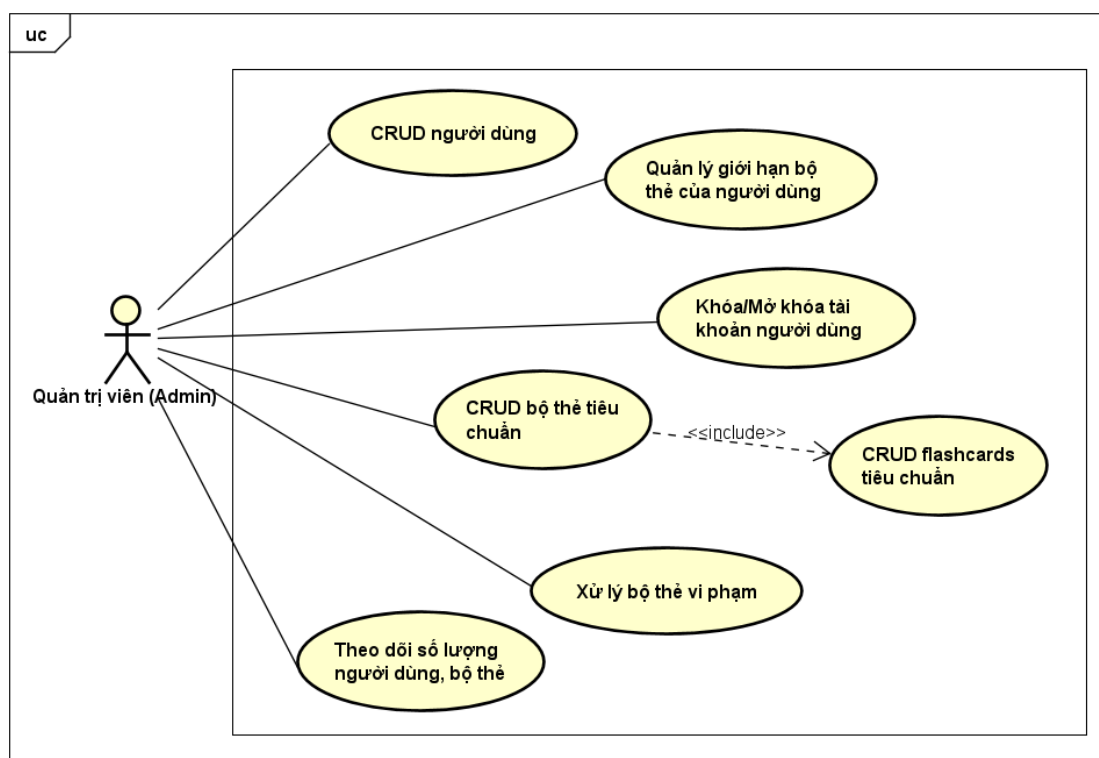 uc
CRUD người dùng
Quản lý giới hạn bộ
thẻ của người dùng
Khóa/Mở khóa tài
khoản người dùng
Quản trị viên (Admin)
CRUD bộ thẻ tiêu
chuẩn
<<include>>
CRUD flashcards
tiêu chuẩn
Xử lý bộ thẻ vi phạm
Theo dõi số lượng
người dùng, bộ thẻ